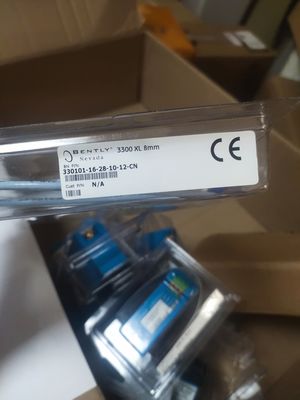 BENTLY® 3300 XL 8mm
Nevada
BN P/N:
330101-16-28-10-12-CN
Cust P/N:
N/A
CE